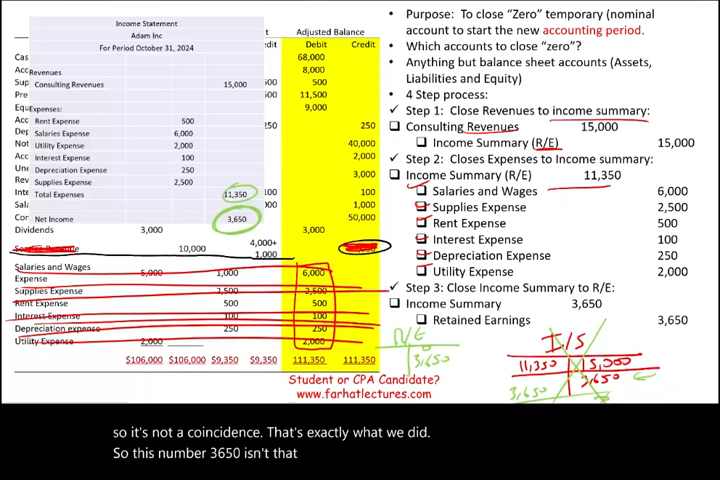 Income Statement
Adam Inc
For Period October 31, 2024
Revenues
Consulting Revenues 15,000
Expenses:
Rent Expense 500
Salaries Expense 6,000
Utility Expense 2,000
Interest Expense 100
Depreciation Expense 250
Supplies Expense 2,500
Total Expenses 11,350
Net Income 3,650
Adjusted Balance
Debit Credit
68,000
8,000
500
11,500
9,000
250
40,000
2,000
3,000
100
1,000
50,000
Dividends 3,000 3,000
10,000 4,000+
1,000
Salaries and Wages
Expense 5,000 1,000 6,000
Supplies Expense 2,500 2,500
Rent Expense 500 500
Interest Expense 100 100
Depreciation expense 250 250
Utility Expense 2,000 2,000
$106,000 $106,000 $9,350 $9,350 111,350 111,350
• Purpose: To close “Zero” temporary (nominal
account to start the new accounting period.
• Which accounts to close “zero”?
• Anything but balance sheet accounts (Assets,
Liabilities and Equity)
• 4 Step process:
✓ Step 1: Close Revenues to income summary:
❑ Consulting Revenues 15,000
❑ Income Summary (R/E) 15,000
✓ Step 2: Closes Expenses to Income summary:
❑ Income Summary (R/E) 11,350
❑ Salaries and Wages 6,000
❑ Supplies Expense 2,500
❑ Rent Expense 500
❑ Interest Expense 100
❑ Depreciation Expense 250
❑ Utility Expense 2,000
✓ Step 3: Close Income Summary to R/E:
❑ Income Summary 3,650
❑ Retained Earnings 3,650
R/E
0
3,650
I/S
11,350 15,000
3,650
3,650
Student or CPA Candidate?
www.farhatlectures.com
so it's not a coincidence. That's exactly what we did.
So this number 3650 isn't that